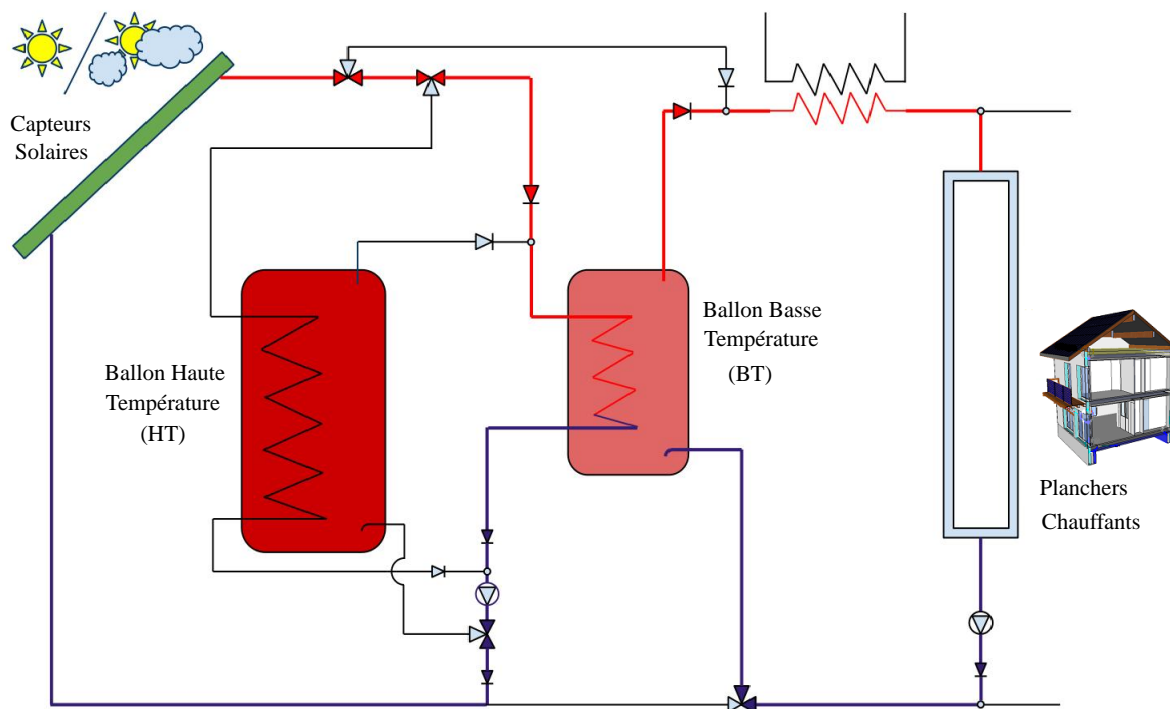 Capteurs
Solaires
Ballon Haute
Température
(HT)
Ballon Basse
Température
(BT)
Planchers
Chauffants